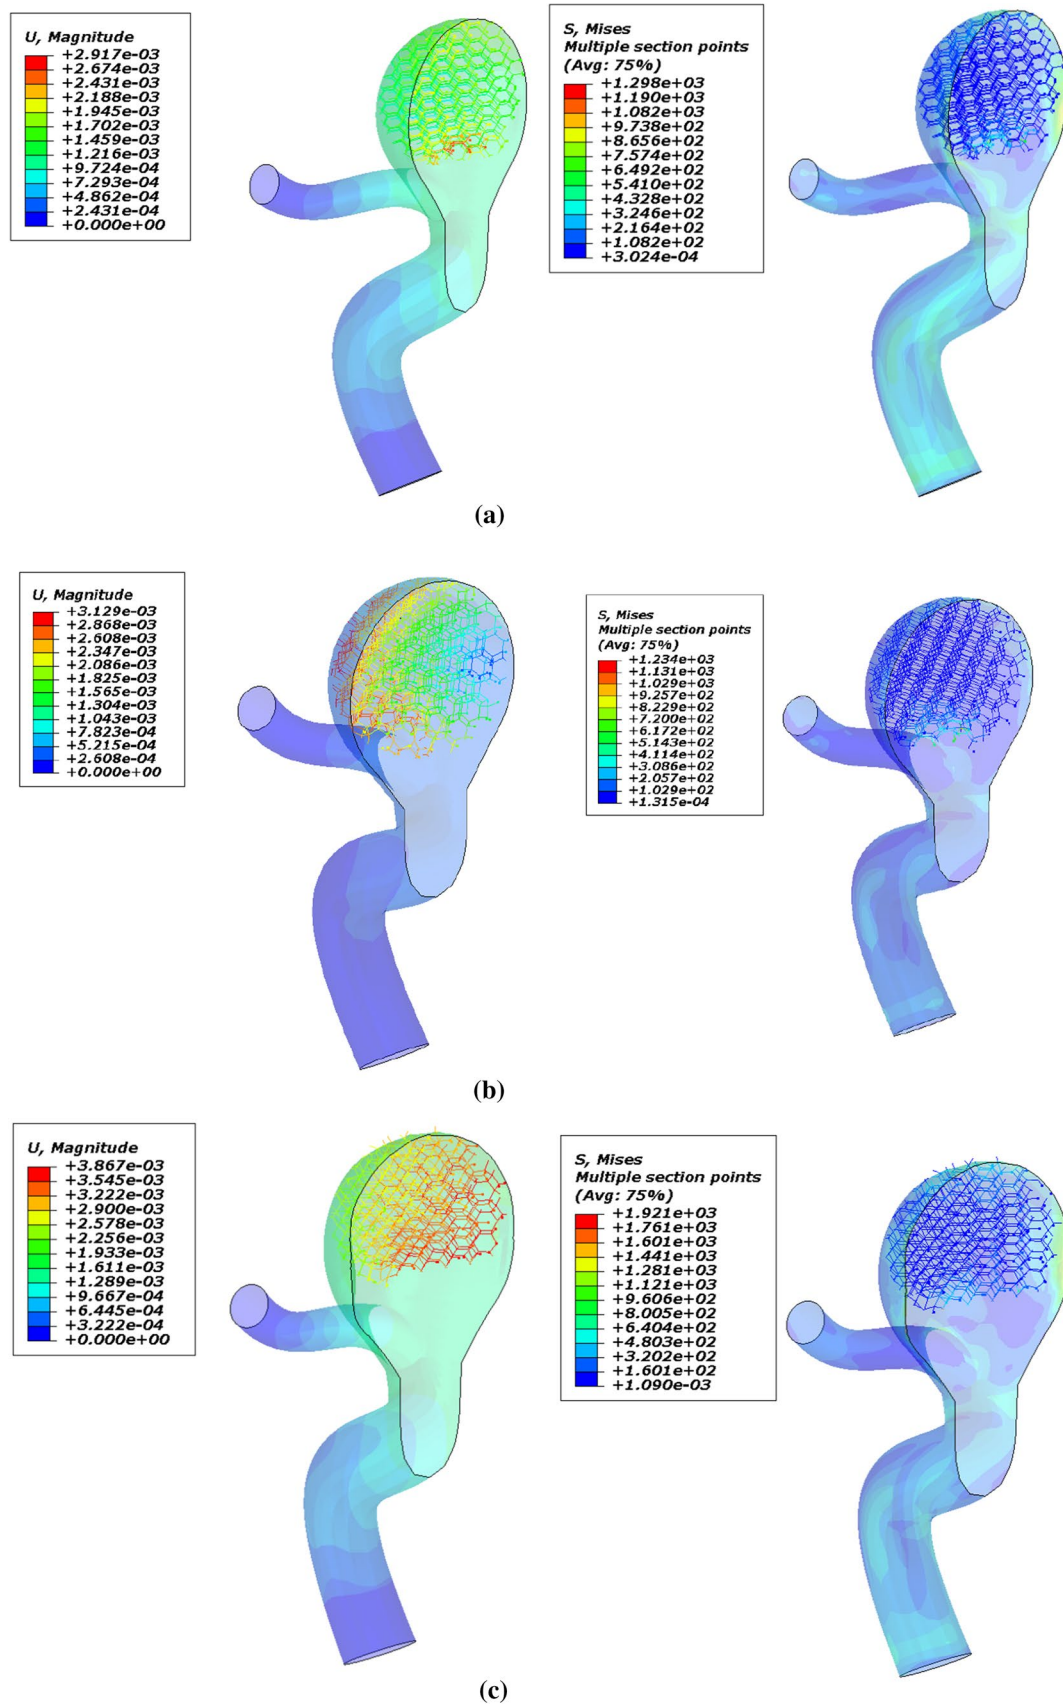 U, Magnitude
+2.917e-03
+2.674e-03
+2.431e-03
+2.188e-03
+1.945e-03
+1.702e-03
+1.459e-03
+1.216e-03
+9.724e-04
+7.293e-04
+4.862e-04
+2.431e-04
+0.000e+00
S, Mises
Multiple section points
(Avg: 75%)
+1.298e+03
+1.190e+03
+1.082e+03
+9.738e+02
+8.656e+02
+7.574e+02
+6.492e+02
+5.410e+02
+4.328e+02
+3.246e+02
+2.164e+02
+1.082e+02
+3.024e-04
(a)
U, Magnitude
+3.129e-03
+2.868e-03
+2.608e-03
+2.347e-03
+2.086e-03
+1.825e-03
+1.565e-03
+1.304e-03
+1.043e-03
+7.823e-04
+5.215e-04
+2.608e-04
+0.000e+00
S, Mises
Multiple section points
(Avg: 75%)
+1.234e+03
+1.131e+03
+1.029e+03
+9.257e+02
+8.229e+02
+7.200e+02
+6.172e+02
+5.143e+02
+4.114e+02
+3.086e+02
+2.057e+02
+1.029e+02
+1.315e-04
(b)
U, Magnitude
+3.867e-03
+3.545e-03
+3.222e-03
+2.900e-03
+2.578e-03
+2.256e-03
+1.933e-03
+1.611e-03
+1.289e-03
+9.667e-04
+6.445e-04
+3.222e-04
+0.000e+00
S, Mises
Multiple section points
(Avg: 75%)
+1.921e+03
+1.761e+03
+1.601e+03
+1.441e+03
+1.281e+03
+1.121e+03
+9.606e+02
+8.005e+02
+6.404e+02
+4.803e+02
+3.202e+02
+1.601e+02
+1.090e-03
(c)